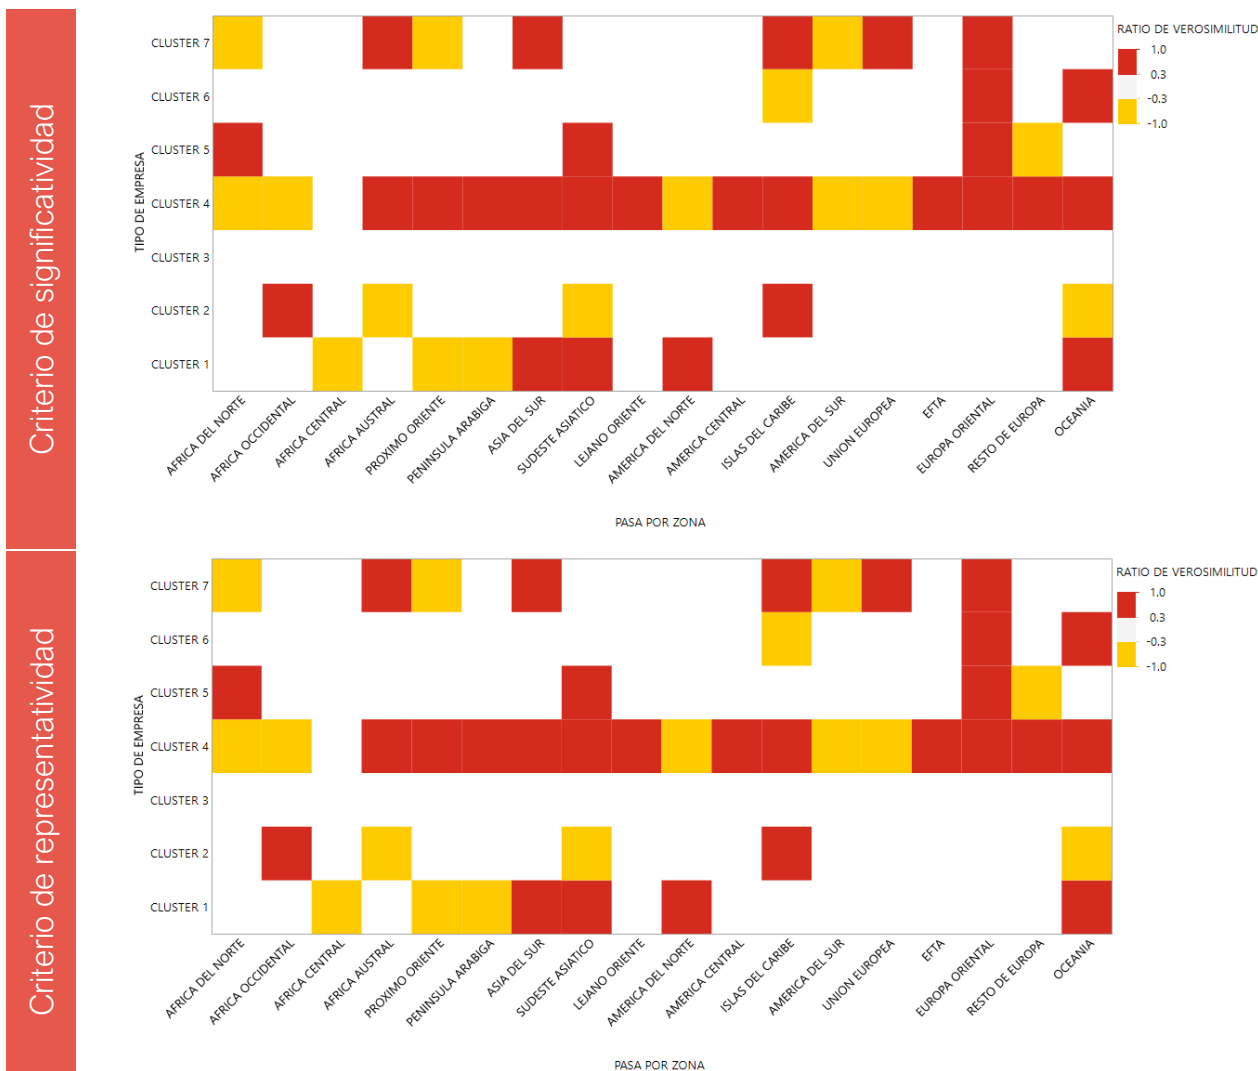 Criterio de significatividad
TIPO DE EMPRESA
CLUSTER 7
CLUSTER 6
CLUSTER 5
CLUSTER 4
CLUSTER 3
CLUSTER 2
CLUSTER 1
AFRICA DEL NORTE
AFRICA OCCIDENTAL
AFRICA CENTRAL
AFRICA AUSTRAL
PROXIMO ORIENTE
PENINSULA ARABIGA
ASIA DEL SUR
SUDESTE ASIATICO
LEJANO ORIENTE
AMERICA DEL NORTE
AMERICA CENTRAL
ISLAS DEL CARIBE
AMERICA DEL SUR
UNION EUROPEA
EFTA
EUROPA ORIENTAL
RESTO DE EUROPA
OCEANIA
PASA POR ZONA
RATIO DE VEROSIMILITUD
1.0
0.3
-0.3
-1.0
Criterio de representatividad
TIPO DE EMPRESA
CLUSTER 7
CLUSTER 6
CLUSTER 5
CLUSTER 4
CLUSTER 3
CLUSTER 2
CLUSTER 1
AFRICA DEL NORTE
AFRICA OCCIDENTAL
AFRICA CENTRAL
AFRICA AUSTRAL
PROXIMO ORIENTE
PENINSULA ARABIGA
ASIA DEL SUR
SUDESTE ASIATICO
LEJANO ORIENTE
AMERICA DEL NORTE
AMERICA CENTRAL
ISLAS DEL CARIBE
AMERICA DEL SUR
UNION EUROPEA
EFTA
EUROPA ORIENTAL
RESTO DE EUROPA
OCEANIA
PASA POR ZONA
RATIO DE VEROSIMILITUD
1.0
0.3
-0.3
-1.0